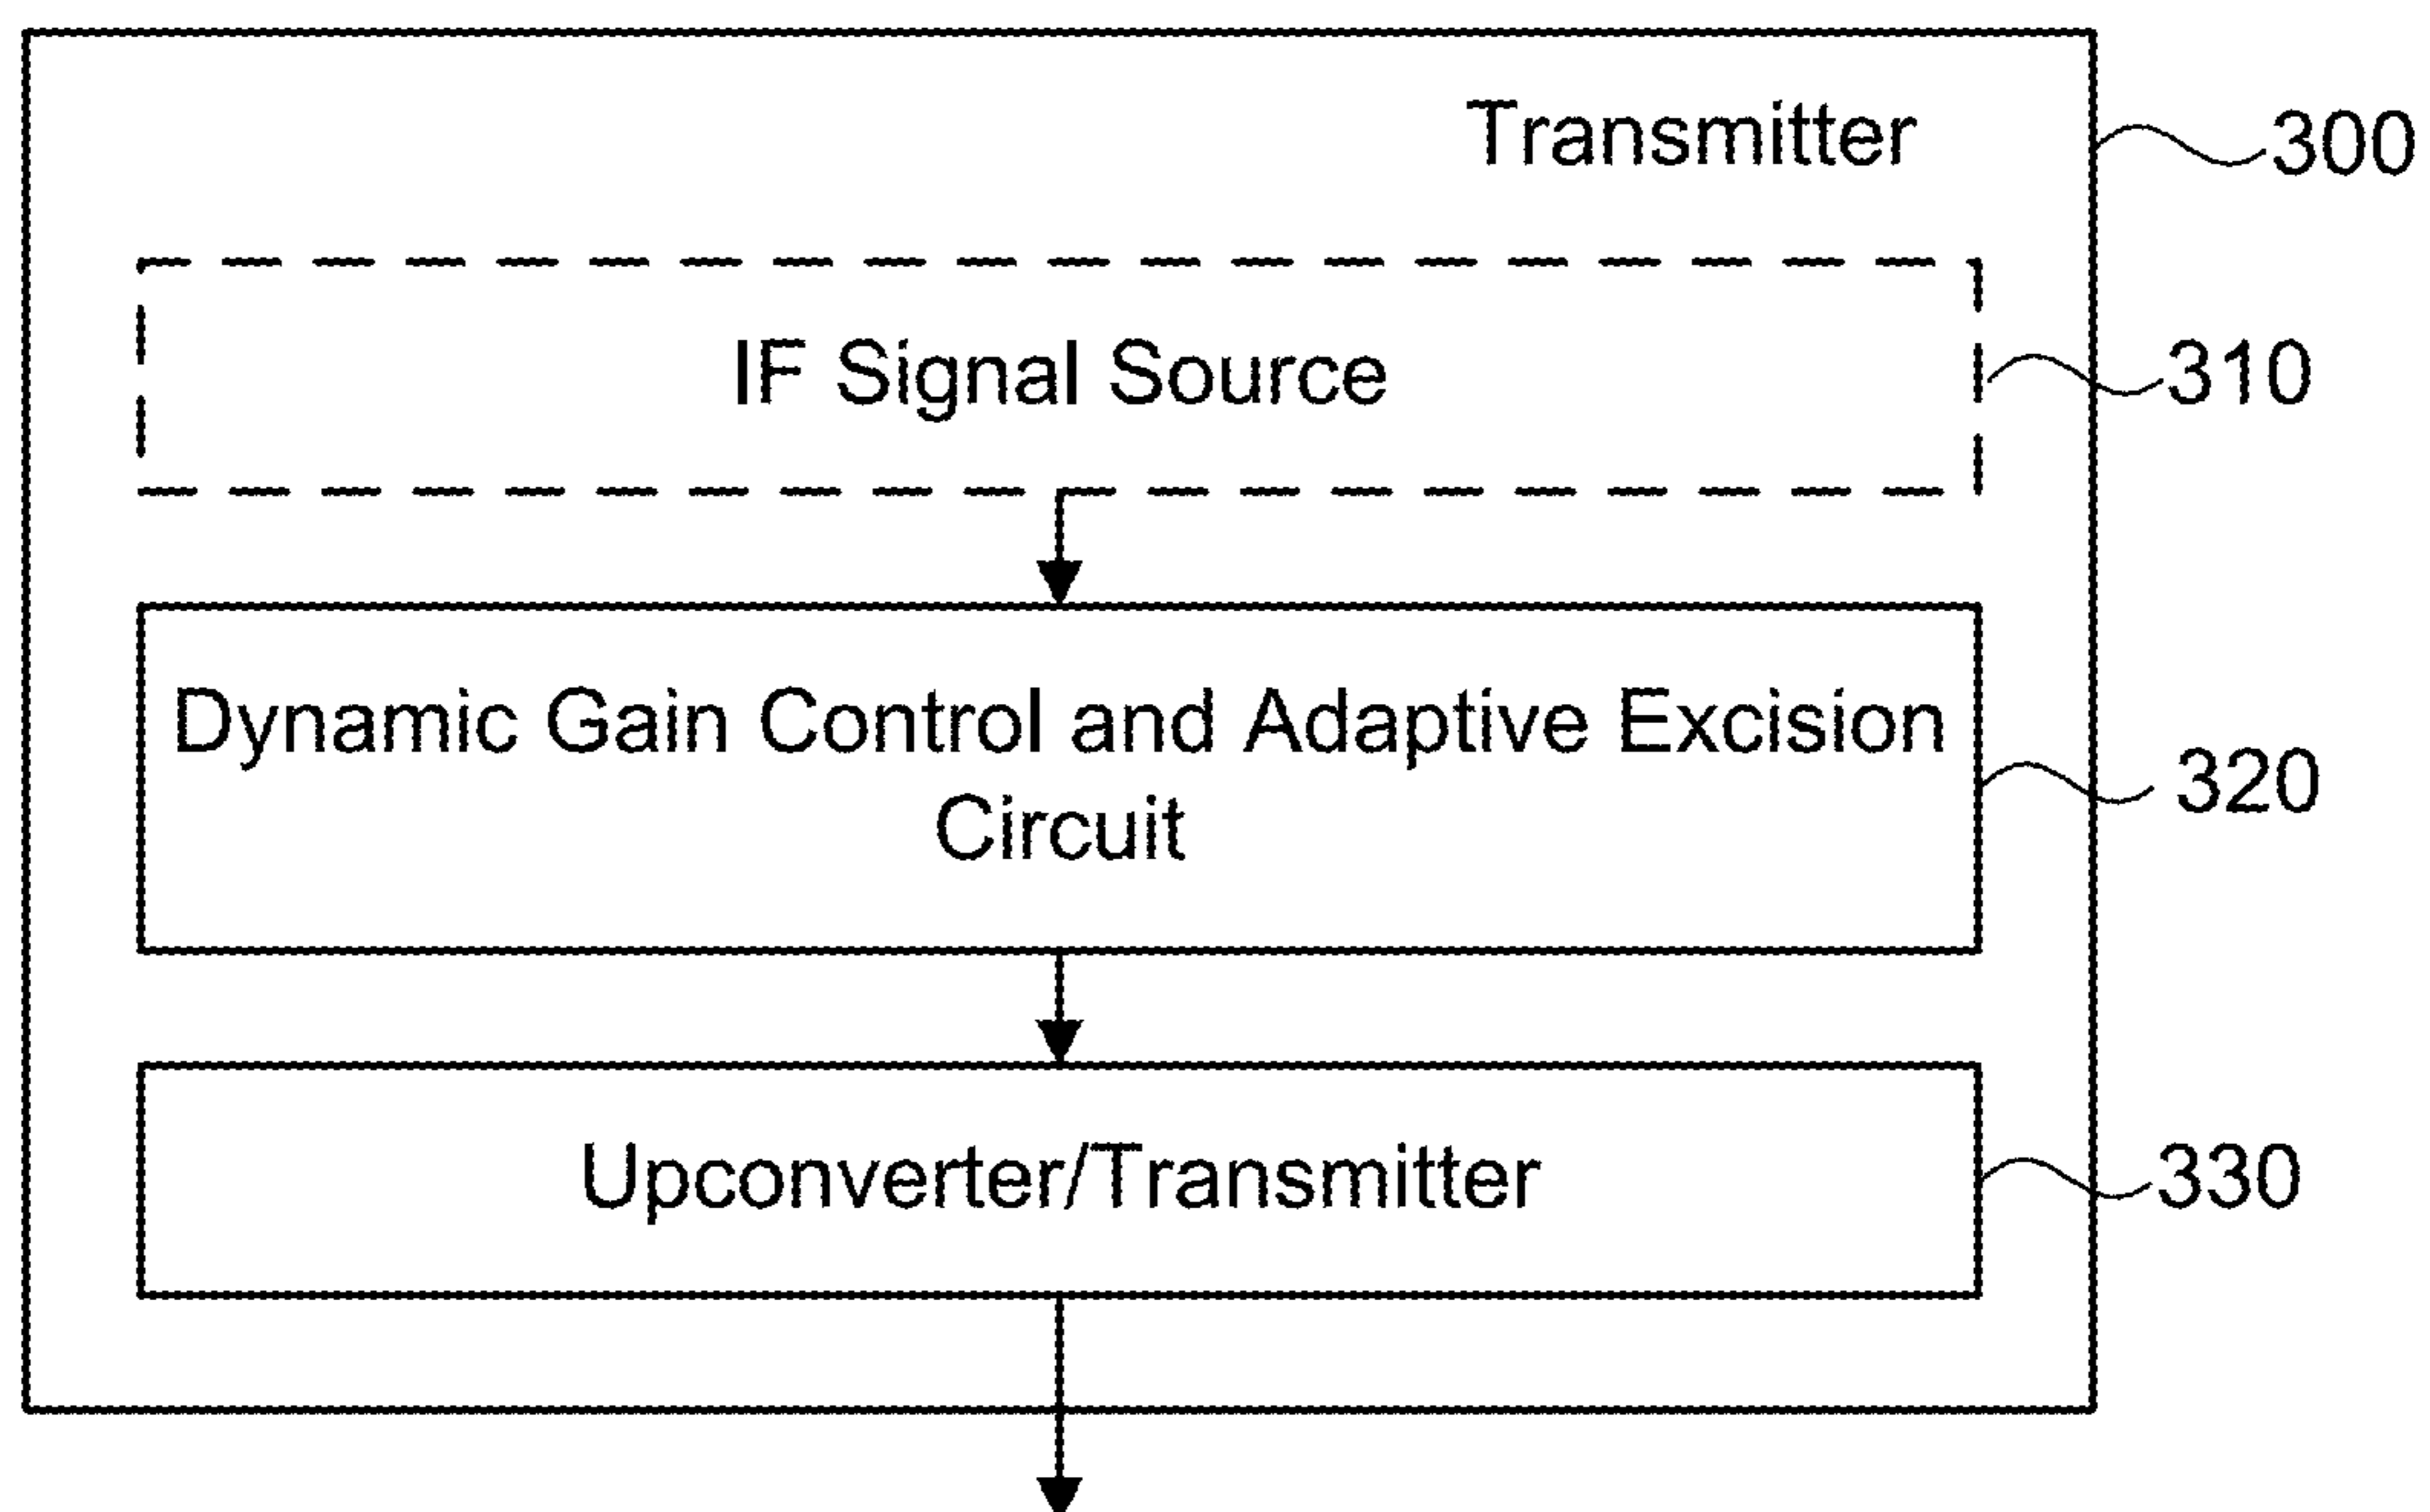 Transmitter
300
IF Signal Source
310
Dynamic Gain Control and Adaptive Excision
Circuit
320
Upconverter/Transmitter
330